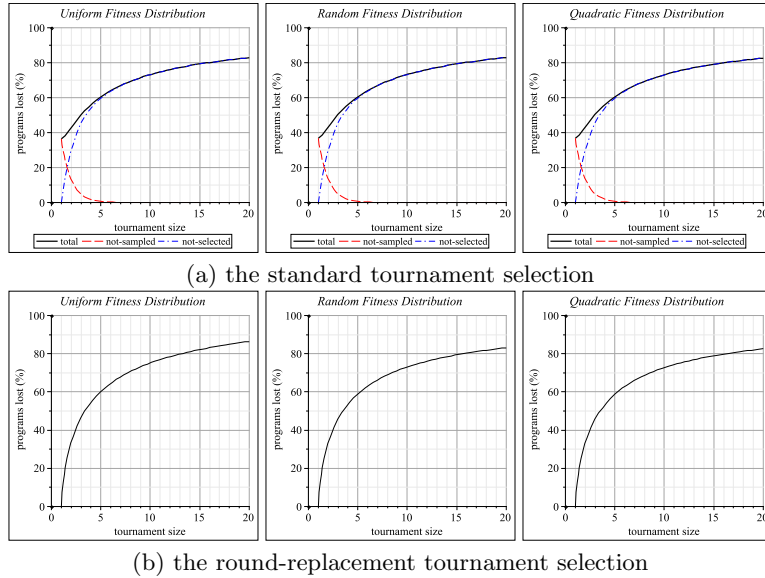 Uniform Fitness Distribution
Random Fitness Distribution
Quadratic Fitness Distribution
programs lost (%)
100
80
60
40
20
0
0
5
10
15
20
tournament size
total not-sampled not-selected
programs lost (%)
100
80
60
40
20
0
0
5
10
15
20
tournament size
total not-sampled not-selected
programs lost (%)
100
80
60
40
20
0
0
5
10
15
20
tournament size
total not-sampled not-selected
(a) the standard tournament selection
Uniform Fitness Distribution
Random Fitness Distribution
Quadratic Fitness Distribution
programs lost (%)
100
80
60
40
20
0
0
5
10
15
20
tournament size
programs lost (%)
100
80
60
40
20
0
0
5
10
15
20
tournament size
programs lost (%)
100
80
60
40
20
0
0
5
10
15
20
tournament size
(b) the round-replacement tournament selection